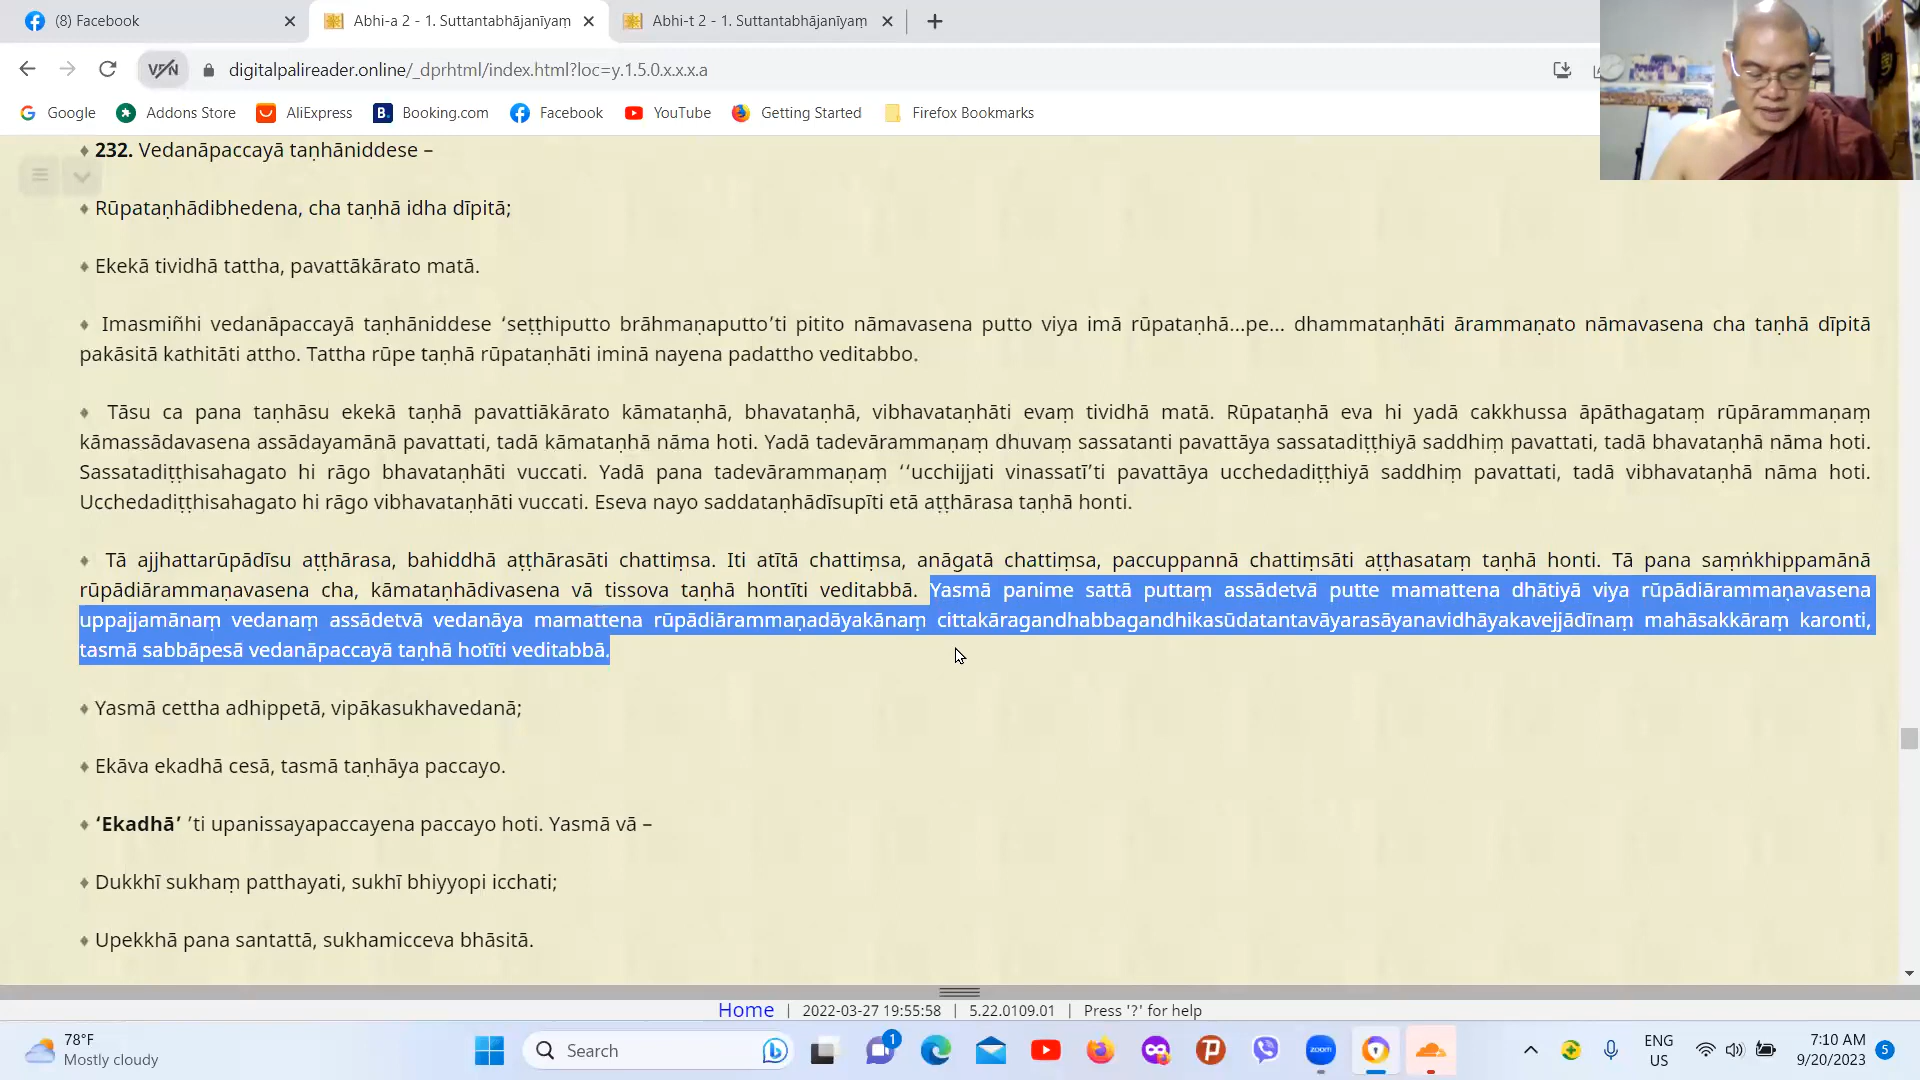 (8) Facebook
Abhi-a 2 - 1. Suttantabhājanīyaṃ
Abhi-t 2 - 1. Suttantabhājanīyaṃ
VPN
digitalpalireader.online/_dprhtml/index.html?loc=y.1.5.0.x.x.x.a
Google
Addons Store
AliExpress
B.
Booking.com
Facebook
YouTube
Getting Started
Firefox Bookmarks
♦ 232. Vedanāpaccayā taṇhāniddese –
♦ Rūpataṇhādibhedena, cha taṇhā idha dīpitā;
♦ Ekekā tividhā tattha, pavattākārato matā.
♦ Imasmiñhi vedanāpaccayā taṇhāniddese ‘seṭṭhiputto brāhmaṇaputto’ti pitito nāmavasena putto viya imā rūpataṇhā...pe... dhammataṇhāti ārammaṇato nāmavasena cha taṇhā dīpitā
pakāsitā kathitāti attho. Tattha rūpe taṇhā rūpataṇhāti iminā nayena padattho veditabbo.
♦ Tāsu ca pana taṇhāsu ekekā taṇhā pavattiākārato kāmataṇhā, bhavataṇhā, vibhavataṇhāti evaṃ tividhā matā. Rūpataṇhā eva hi yadā cakkhussa āpāthagataṃ rūpārammaṇaṃ
kāmassādavasena assādayamānā pavattati, tadā kāmataṇhā nāma hoti. Yadā tadevārammaṇaṃ dhuvaṃ sassatanti pavattāya sassatadiṭṭhiyā saddhiṃ pavattati, tadā bhavataṇhā nāma hoti.
Sassatadiṭṭhisahagato hi rāgo bhavataṇhāti vuccati. Yadā pana tadevārammaṇaṃ ‘‘ucchijjati vinassatī’ti pavattāya ucchedadiṭṭhiyā saddhiṃ pavattati, tadā vibhavataṇhā nāma hoti.
Ucchedadiṭṭhisahagato hi rāgo vibhavataṇhāti vuccati. Eseva nayo saddataṇhādīsupīti etā aṭṭhārasa taṇhā honti.
♦ Tā ajjhattarūpādīsu aṭṭhārasa, bahiddhā aṭṭhārasāti chattiṃsa. Iti atītā chattiṃsa, anāgatā chattiṃsa, paccuppannā chattiṃsāti aṭṭhasataṃ taṇhā honti. Tā pana saṃṅkhippamānā
rūpādiārammaṇavasena cha, kāmataṇhādivasena vā tissova taṇhā hontīti veditabbā. Yasmā panime sattā puttaṃ assādetvā putte mamattena dhātiyā viya rūpādiārammaṇavasena
uppajjamānaṃ vedanaṃ assādetvā vedanāya mamattena rūpādiārammaṇadāyakānaṃ cittakāragandhabbagandhikasūdatantavāyarasāyanavidhāyakavejjādīnaṃ mahāsakkāraṃ karonti,
tasmā sabbāpesā vedanāpaccayā taṇhā hotīti veditabbā.
♦ Yasmā cettha adhippetā, vipākasukhavedanā;
♦ Ekāva ekadhā cesā, tasmā taṇhāya paccayo.
♦ ‘Ekadhā’ ’ti upanissayapaccayena paccayo hoti. Yasmā vā –
♦ Dukkhī sukhaṃ patthayati, sukhī bhiyyopi icchati;
♦ Upekkhā pana santattā, sukhamicceva bhāsitā.
Home | 2022-03-27 19:55:58 | 5.22.0109.01 | Press '?' for help
78°F
Mostly cloudy
Search
1
zoom
ENG
US
7:10 AM
9/20/2023
5